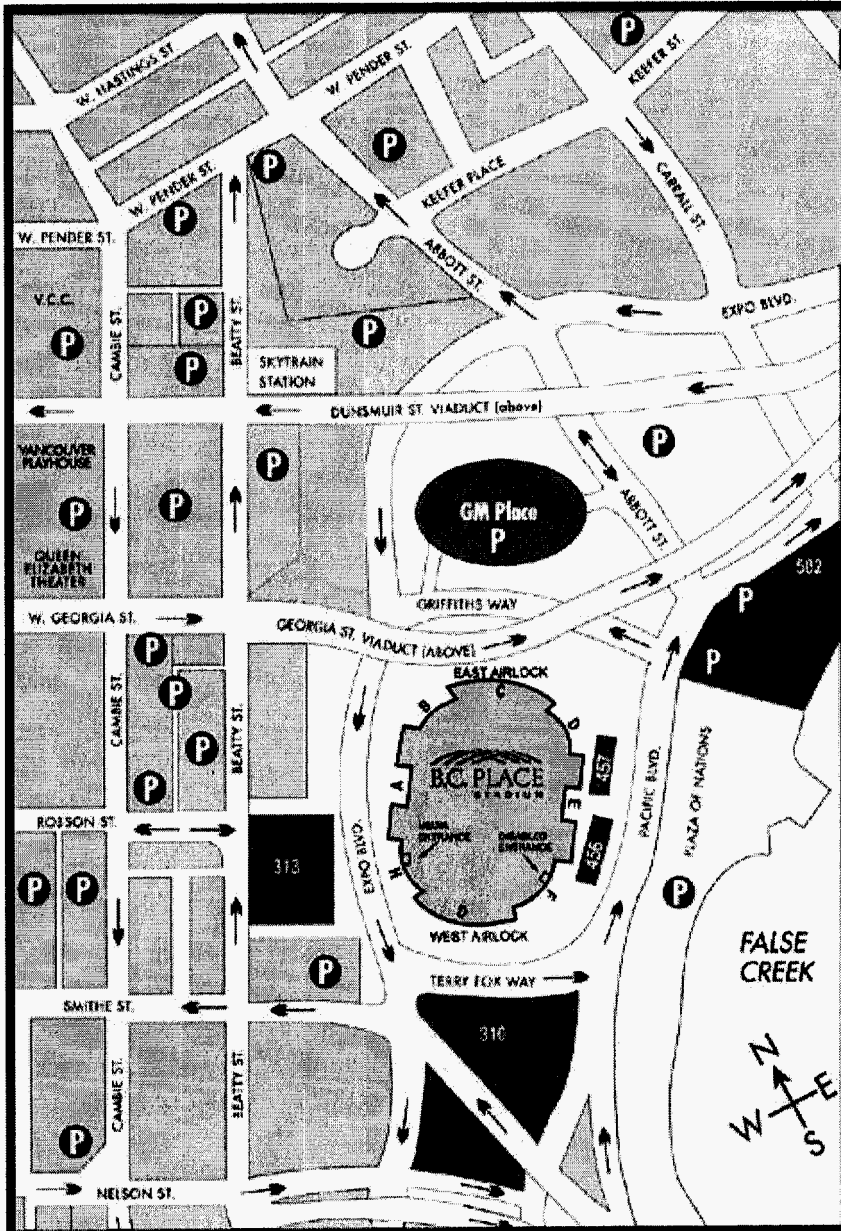 P
KEEFER ST.
W. HASTINGS ST.
W. PENDER ST.
P
P
P
P
CARRALL ST.
KEEFER PLACE
W. PENDER ST.
P
W. PENDER ST.
ABBOTT ST.
V.C.C.
EXPO BLVD.
P
P
P
P
CAMBIE ST.
BEATTY ST.
SKYTRAIN
STATION
DUNSMUIR ST. VIADUCT (above)
VANCOUVER
PLAYHOUSE
P
P
P
P
GM Place
P
ABBOTT ST.
QUEEN
ELIZABETH
THEATER
502
P
GRIFFITHS WAY
W. GEORGIA ST.
GEORGIA ST. VIADUCT (ABOVE)
P
P
EAST AIRLOCK
P
P
P
CAMBIE ST.
BEATTY ST.
B
C
D
B.C. PLACE
STADIUM
A
E
457
456
PACIFIC BLVD.
PLAZA OF NATIONS
ROBSON ST.
EXPO BLVD.
ENTRANCE
DISABLED
ENTRANCE
313
P
P
H
G
F
P
WEST AIRLOCK
FALSE
CREEK
P
TERRY FOX WAY
SMITHE ST.
310
CAMBIE ST.
BEATTY ST.
N
W
E
S
P
NELSON ST.